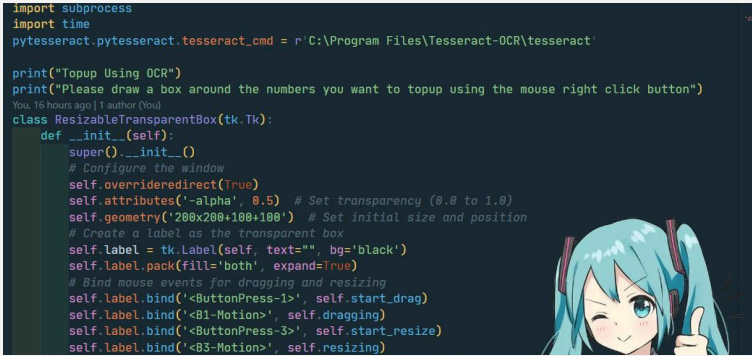 import subprocess
import time
pytesseract.pytesseract.tesseract_cmd = r'C:\Program Files\Tesseract-OCR\tesseract'
print("Topup Using OCR")
print("Please draw a box around the numbers you want to topup using the mouse right click button")
You, 16 hours ago | 1 author (You)
class ResizableTransparentBox(tk.Tk):
    def __init__(self):
        super().__init__()
        # Configure the window
        self.overrideredirect(True)
        self.attributes('-alpha', 0.5)  # Set transparency (0.0 to 1.0)
        self.geometry('200x200+100+100')  # Set initial size and position
        # Create a label as the transparent box
        self.label = tk.Label(self, text="", bg='black')
        self.label.pack(fill='both', expand=True)
        # Bind mouse events for dragging and resizing
        self.label.bind('<ButtonPress-1>', self.start_drag)
        self.label.bind('<B1-Motion>', self.dragging)
        self.label.bind('<ButtonPress-3>', self.start_resize)
        self.label.bind('<B3-Motion>', self.resizing)